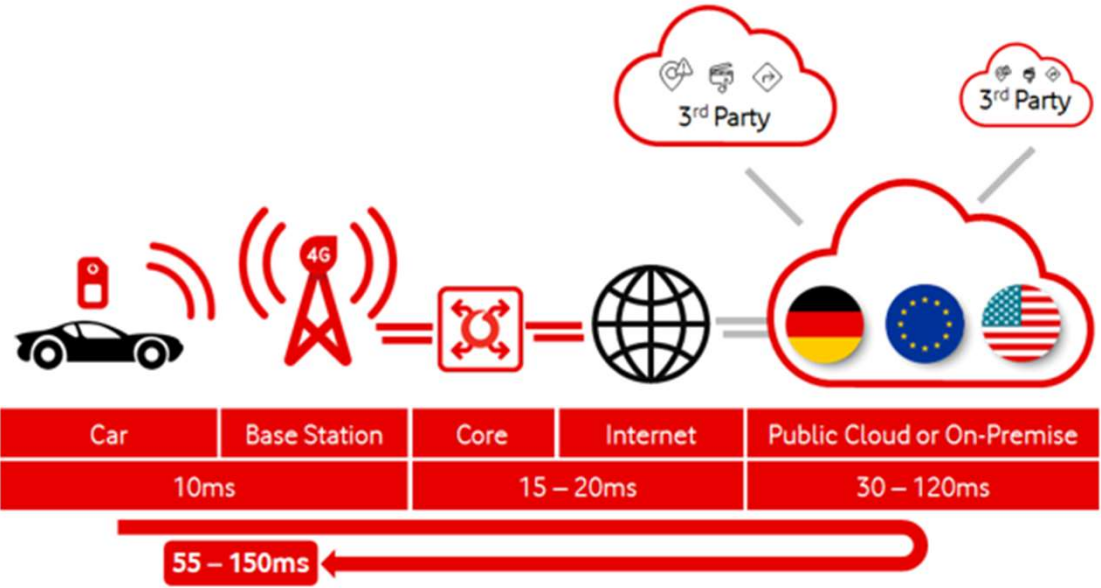 3rd Party
3rd Party
4G
Car
Base Station
Core
Internet
Public Cloud or On-Premise
10ms
15 – 20ms
30 – 120ms
55 – 150ms